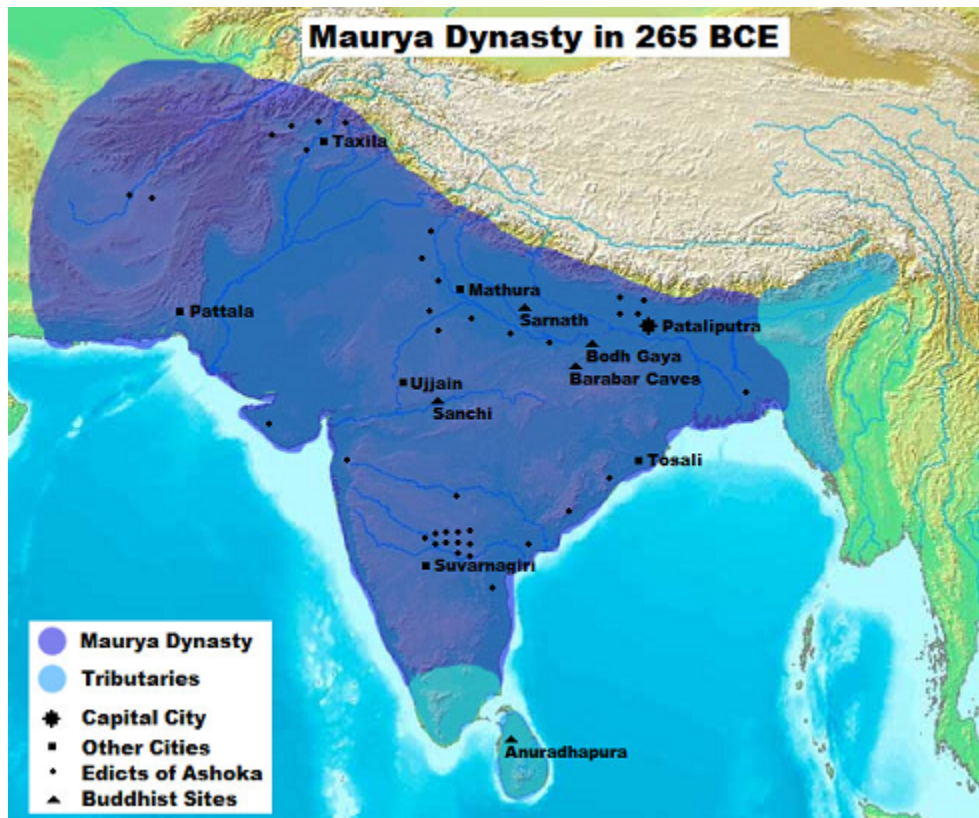 Maurya Dynasty in 265 BCE
Taxila
Mathura
Pattala
Sarnath
Pataliputra
Bodh Gaya
Barabar Caves
Ujjain
Sanchi
Tosali
Suvarnagiri
Anuradhapura
Maurya Dynasty
Tributaries
Capital City
Other Cities
Edicts of Ashoka
Buddhist Sites